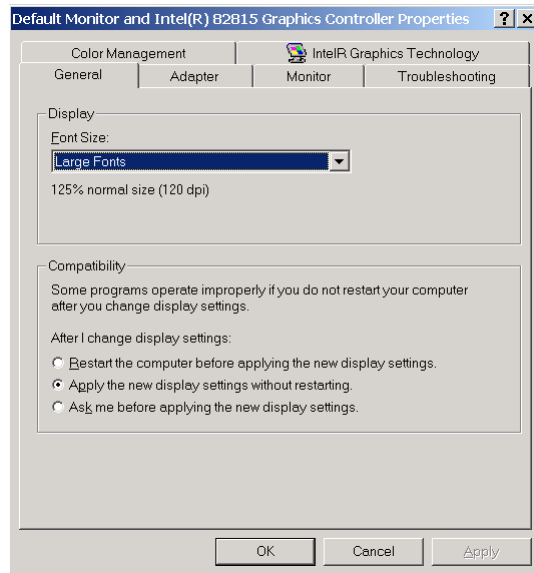 Default Monitor and Intel(R) 82815 Graphics Controller Properties ? x
Color Management IntelR Graphics Technology
General Adapter Monitor Troubleshooting
Display
Font Size:
Large Fonts
125% normal size (120 dpi)
Compatibility
Some programs operate improperly if you do not restart your computer
after you change display settings.
After I change display settings:
Restart the computer before applying the new display settings.
Apply the new display settings without restarting.
Ask me before applying the new display settings.
OK Cancel Apply